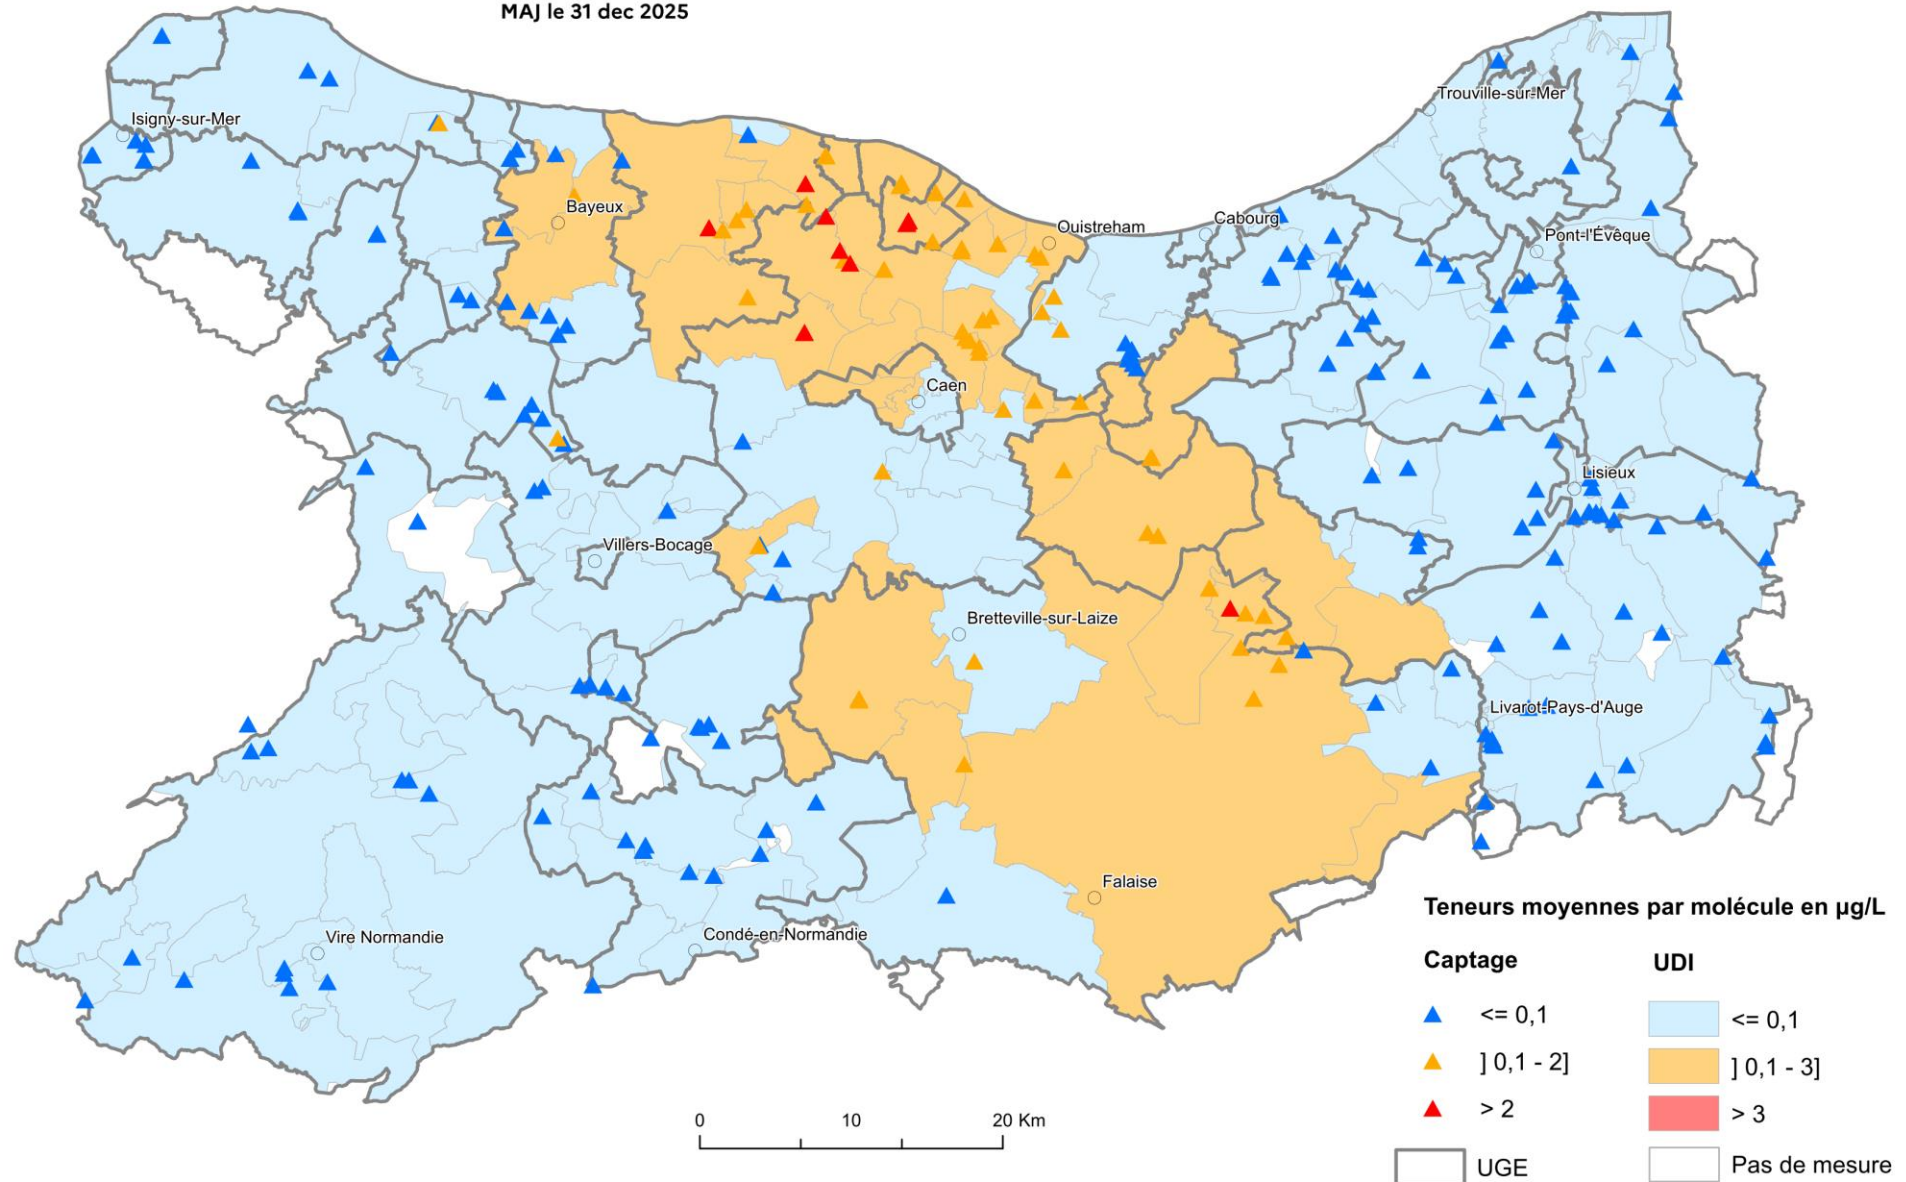 MAJ le 31 dec 2025
Isigny-sur-Mer
Trouville-sur-Mer
Bayeux
Ouistreham
Cabourg
Pont-l'Évêque
Caen
Lisieux
Villers-Bocage
Bretteville-sur-Laize
Livarot-Pays-d'Auge
Falaise
Vire Normandie
Condé-en-Normandie
Teneurs moyennes par molécule en µg/L
Captage UDI
<= 0,1 <= 0,1
] 0,1 - 2] ] 0,1 - 3]
> 2 > 3
UGE Pas de mesure
0 10 20 Km